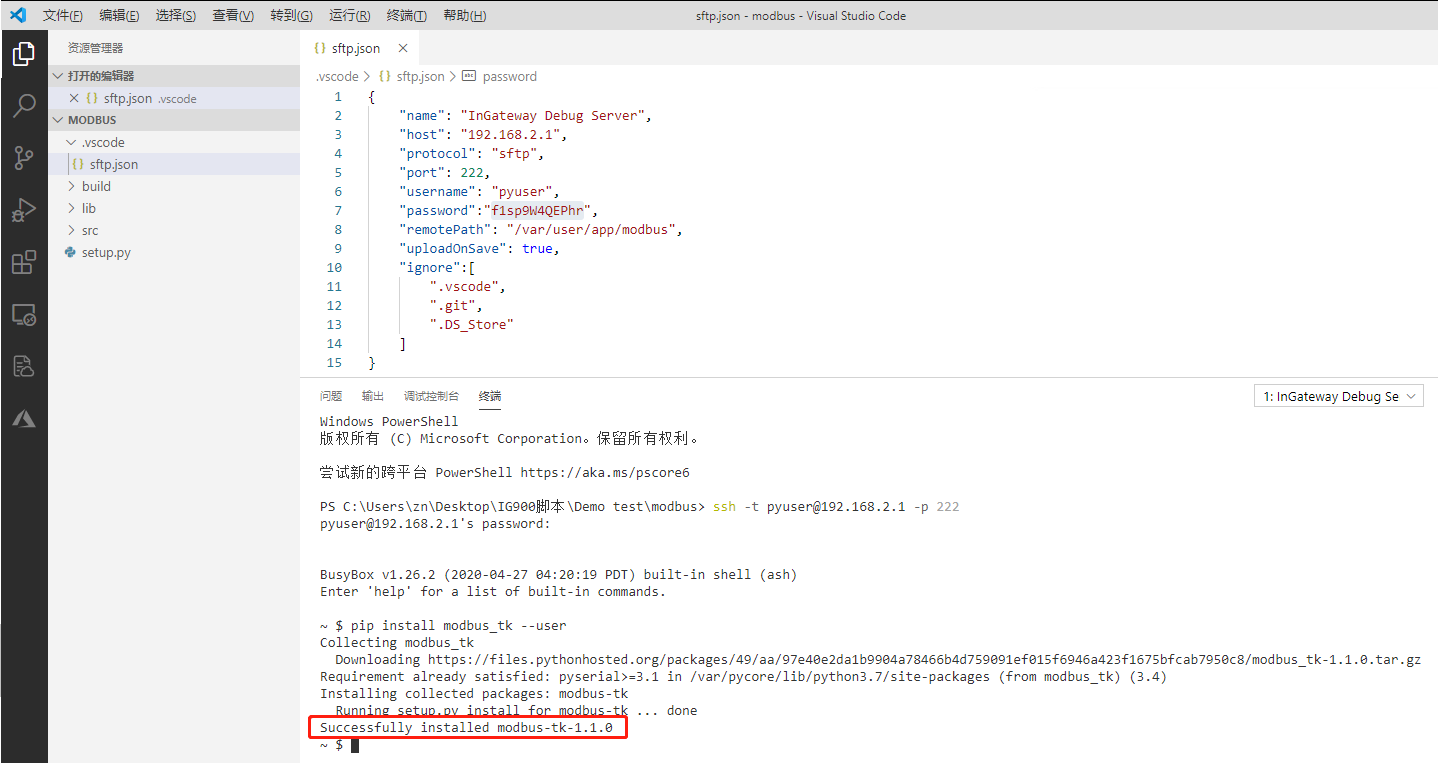 文件(F) 编辑(E) 选择(S) 查看(V) 转到(G) 运行(R) 终端(T) 帮助(H) sftp.json - modbus - Visual Studio Code
资源管理器
打开的编辑器
sftp.json .vscode
MODBUS
.vscode
sftp.json
build
lib
src
setup.py
{} sftp.json
.vscode > {} sftp.json > abc password
1 {
2 "name": "InGateway Debug Server",
3 "host": "192.168.2.1",
4 "protocol": "sftp",
5 "port": 222,
6 "username": "pyuser",
7 "password":"f1sp9W4QEPhr",
8 "remotePath": "/var/user/app/modbus",
9 "uploadOnSave": true,
10 "ignore":[
11 ".vscode",
12 ".git",
13 ".DS_Store"
14 ]
15 }
问题 输出 调试控制台 终端 1: InGateway Debug Se
Windows PowerShell
版权所有 (C) Microsoft Corporation。保留所有权利。
尝试新的跨平台 PowerShell https://aka.ms/pscore6
PS C:\Users\zn\Desktop\IG900脚本\Demo test\modbus> ssh -t pyuser@192.168.2.1 -p 222
pyuser@192.168.2.1's password:
BusyBox v1.26.2 (2020-04-27 04:20:19 PDT) built-in shell (ash)
Enter 'help' for a list of built-in commands.
~ $ pip install modbus_tk --user
Collecting modbus_tk
Downloading https://files.pythonhosted.org/packages/49/aa/97e40e2da1b9904a78466b4d759091ef015f6946a423f1675bfcab7950c8/modbus_tk-1.1.0.tar.gz
Requirement already satisfied: pyserial>=3.1 in /var/pycore/lib/python3.7/site-packages (from modbus_tk) (3.4)
Installing collected packages: modbus-tk
Running setup.py install for modbus-tk ... done
Successfully installed modbus-tk-1.1.0
~ $